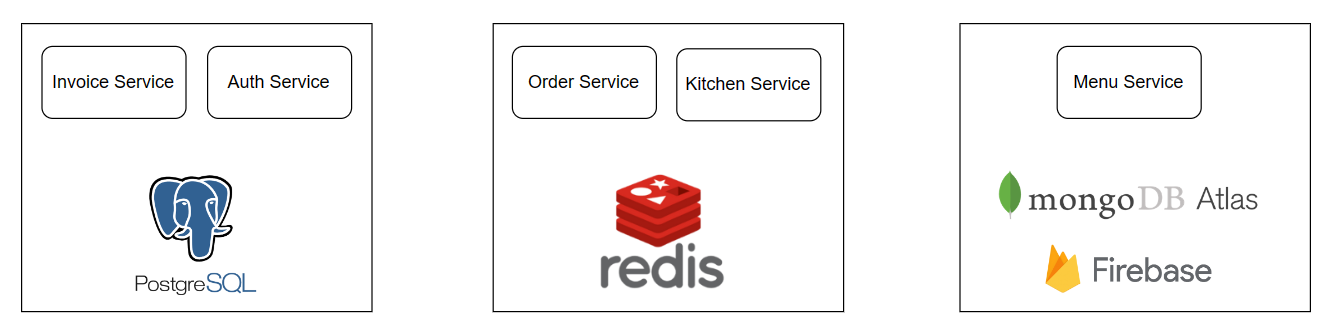 Invoice Service
Auth Service
PostgreSQL
Order Service
Kitchen Service
redis
Menu Service
mongoDB Atlas
Firebase